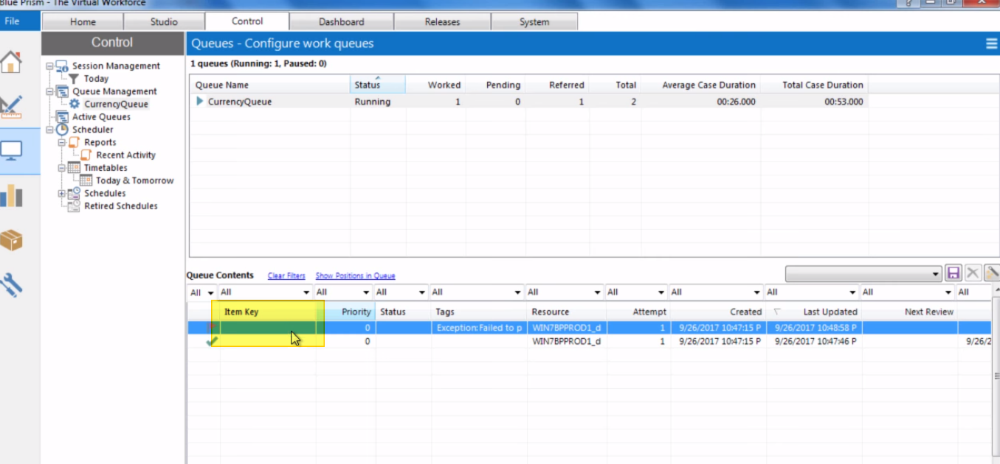 Blue Prism - The Virtual Workforce
File Home Studio Control Dashboard Releases System
Control
Queues - Configure work queues
1 queues (Running: 1, Paused: 0)
Session Management
Today
Queue Management
CurrencyQueue
Active Queues
Scheduler
Reports
Recent Activity
Timetables
Today & Tomorrow
Schedules
Retired Schedules
Queue Name Status Worked Pending Referred Total Average Case Duration Total Case Duration
CurrencyQueue Running 1 0 1 2 00:26.000 00:53.000
Queue Contents Clear Filters Show Positions in Queue
All All All All All All All All All All All
Item Key Priority Status Tags Resource Attempt Created Last Updated Next Review
0 Exception: Failed to p WIN7BPPROD1_d 1 9/26/2017 10:47:15 P 9/26/2017 10:48:58 P
0 WIN7BPPROD1_d 1 9/26/2017 10:47:15 P 9/26/2017 10:47:46 P 9/26/2